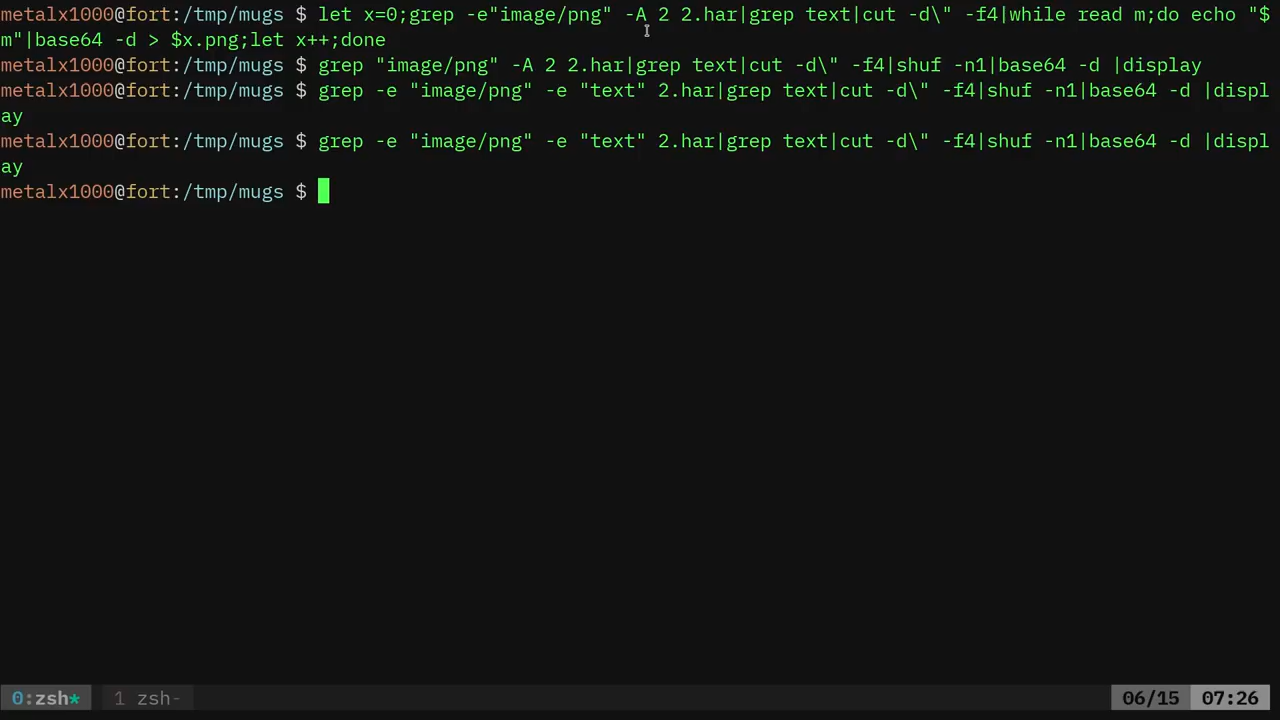 metalx1000@fort:/tmp/mugs $ let x=0;grep -e"image/png" -A 2 2.har|grep text|cut -d\" -f4|while read m;do echo "$
m"|base64 -d > $x.png;let x++;done
metalx1000@fort:/tmp/mugs $ grep "image/png" -A 2 2.har|grep text|cut -d\" -f4|shuf -n1|base64 -d |display
metalx1000@fort:/tmp/mugs $ grep -e "image/png" -e "text" 2.har|grep text|cut -d\" -f4|shuf -n1|base64 -d |displ
ay
metalx1000@fort:/tmp/mugs $ grep -e "image/png" -e "text" 2.har|grep text|cut -d\" -f4|shuf -n1|base64 -d |displ
ay
metalx1000@fort:/tmp/mugs $
0:zsh* 1 zsh- 06/15 07:26